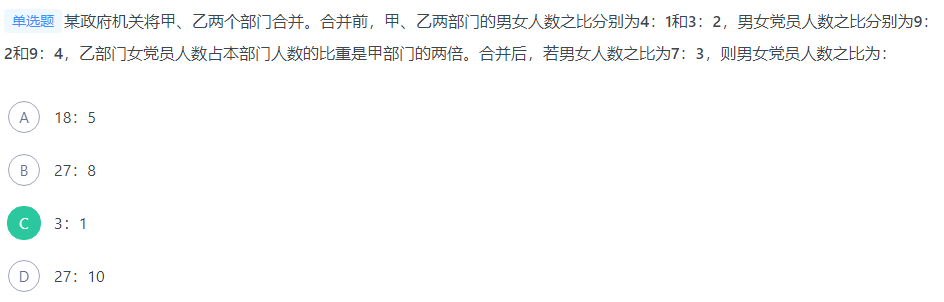 单选题 某政府机关将甲、乙两个部门合并。合并前，甲、乙两部门的男女人数之比分别为4：1和3：2，男女党员人数之比分别为9：
2和9：4，乙部门女党员人数占本部门人数的比重是甲部门的两倍。合并后，若男女人数之比为7：3，则男女党员人数之比为：
A 18：5
B 27：8
C 3：1
D 27：10